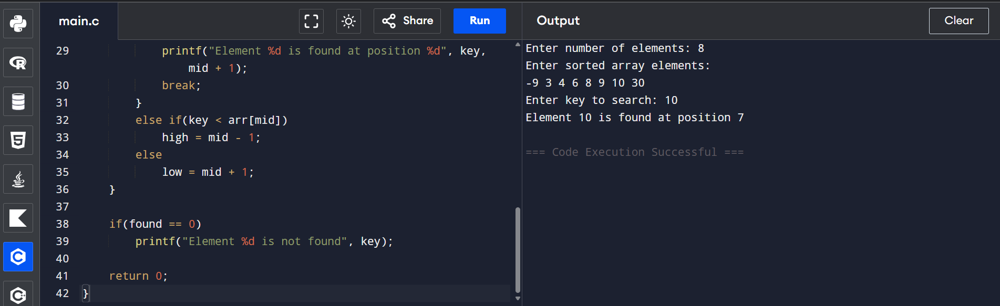 main.c
Share
Run
Output
Clear
29 printf("Element %d is found at position %d", key,
mid + 1);
30 break;
31 }
32 else if(key < arr[mid])
33 high = mid - 1;
34 else
35 low = mid + 1;
36 }
37
38 if(found == 0)
39 printf("Element %d is not found", key);
40
41 return 0;
42 }
Enter number of elements: 8
Enter sorted array elements:
-9 3 4 6 8 9 10 30
Enter key to search: 10
Element 10 is found at position 7
=== Code Execution Successful ===
R
5
C
C++